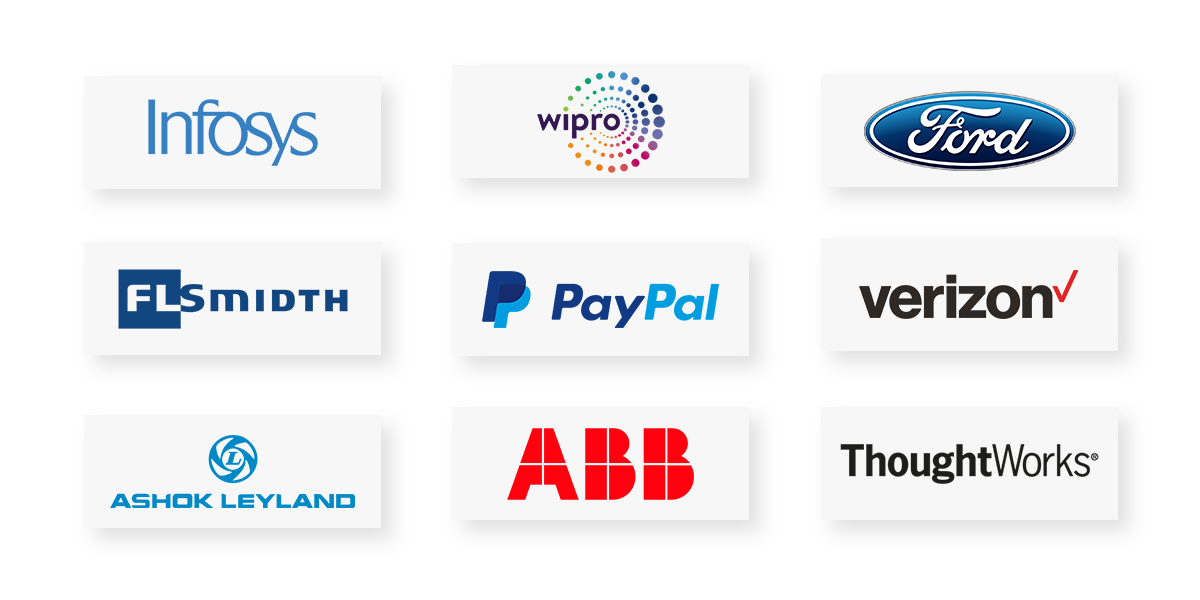 Infosys
wipro
Ford
FLSMIDTH
PayPal
verizon
L
ASHOK LEYLAND
ABB
ThoughtWorks®